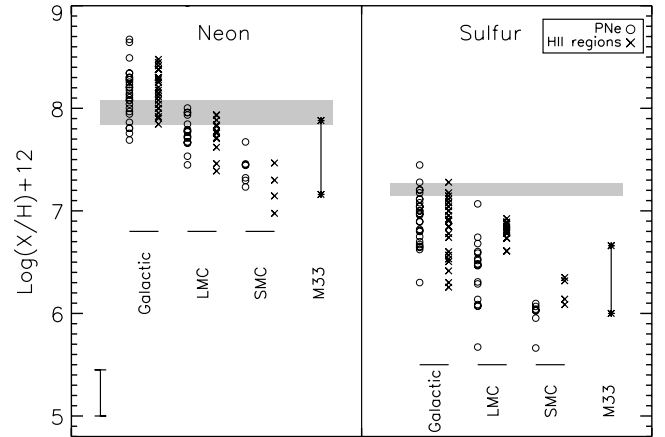 Neon
Sulfur
PNe
HII regions
Log(X/H)+12
9
8
7
6
5
Galactic
LMC
SMC
M33
Galactic
LMC
SMC
M33